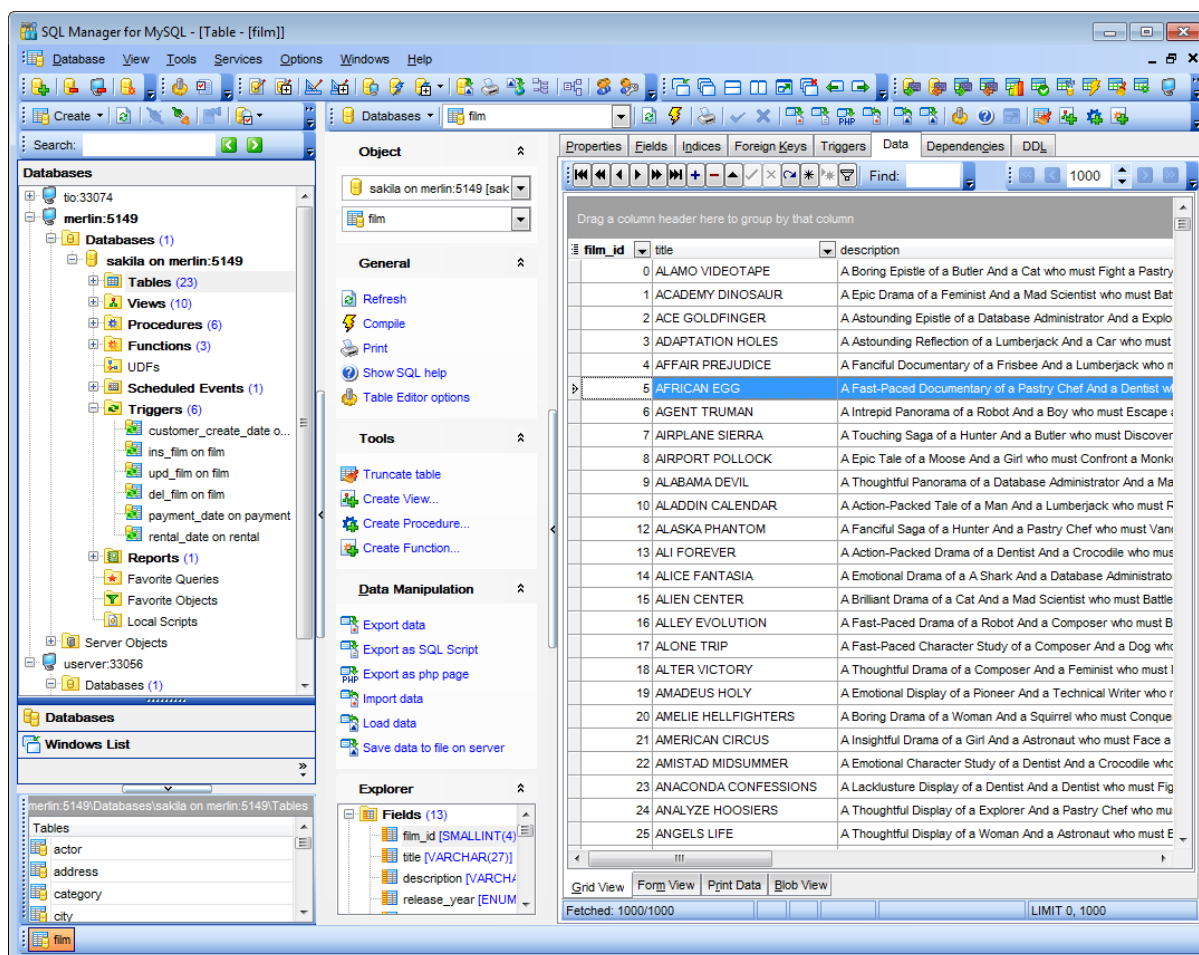 SQL Manager for MySQL - [Table - [film]]
Database View Tools Services Options Windows Help
Create
Databases film
Search:
Databases
tio:33074
merlin:5149
Databases (1)
sakila on merlin:5149
Tables (23)
Views (10)
Procedures (6)
Functions (3)
UDFs
Scheduled Events (1)
Triggers (6)
customer_create_date o...
ins_film on film
upd_film on film
del_film on film
payment_date on payment
rental_date on rental
Reports (1)
Favorite Queries
Favorite Objects
Local Scripts
Server Objects
userver:33056
Databases (1)
Databases
Windows List
merlin:5149\Databases\sakila on merlin:5149\Tables
Tables
actor
address
category
city
film
Object
sakila on merlin:5149 [sak
film
General
Refresh
Compile
Print
Show SQL help
Table Editor options
Tools
Truncate table
Create View...
Create Procedure...
Create Function...
Data Manipulation
Export data
Export as SQL Script
PHP Export as php page
Import data
Load data
Save data to file on server
Explorer
Fields (13)
film_id [SMALLINT(4)
title [VARCHAR(27)]
description [VARCHA
release_year [ENUM
Properties Fields Indices Foreign Keys Triggers Data Dependencies DDL
Find: 1000
Drag a column header here to group by that column
film_id title description
0 ALAMO VIDEOTAPE A Boring Epistle of a Butler And a Cat who must Fight a Pastry
1 ACADEMY DINOSAUR A Epic Drama of a Feminist And a Mad Scientist who must Bat
2 ACE GOLDFINGER A Astounding Epistle of a Database Administrator And a Explo
3 ADAPTATION HOLES A Astounding Reflection of a Lumberjack And a Car who must
4 AFFAIR PREJUDICE A Fanciful Documentary of a Frisbee And a Lumberjack who m
5 AFRICAN EGG A Fast-Paced Documentary of a Pastry Chef And a Dentist wh
6 AGENT TRUMAN A Intrepid Panorama of a Robot And a Boy who must Escape a
7 AIRPLANE SIERRA A Touching Saga of a Hunter And a Butler who must Discover
8 AIRPORT POLLOCK A Epic Tale of a Moose And a Girl who must Confront a Monk
9 ALABAMA DEVIL A Thoughtful Panorama of a Database Administrator And a Ma
10 ALADDIN CALENDAR A Action-Packed Tale of a Man And a Lumberjack who must R
12 ALASKA PHANTOM A Fanciful Saga of a Hunter And a Pastry Chef who must Vanc
13 ALI FOREVER A Action-Packed Drama of a Dentist And a Crocodile who mus
14 ALICE FANTASIA A Emotional Drama of a A Shark And a Database Administrato
15 ALIEN CENTER A Brilliant Drama of a Cat And a Mad Scientist who must Battle
16 ALLEY EVOLUTION A Fast-Paced Drama of a Robot And a Composer who must B
17 ALONE TRIP A Fast-Paced Character Study of a Composer And a Dog who
18 ALTER VICTORY A Thoughtful Drama of a Composer And a Feminist who must
19 AMADEUS HOLY A Emotional Display of a Pioneer And a Technical Writer who
20 AMELIE HELLFIGHTERS A Boring Drama of a Woman And a Squirrel who must Conque
21 AMERICAN CIRCUS A Insightful Drama of a Girl And a Astronaut who must Face a
22 AMISTAD MIDSUMMER A Emotional Character Study of a Dentist And a Crocodile who
23 ANACONDA CONFESSIONS A Lacklusture Display of a Dentist And a Dentist who must Fig
24 ANALYZE HOOSIERS A Thoughtful Display of a Explorer And a Pastry Chef who mu
25 ANGELS LIFE A Thoughtful Display of a Woman And a Astronaut who must E
Grid View Form View Print Data Blob View
Fetched: 1000/1000 LIMIT 0, 1000